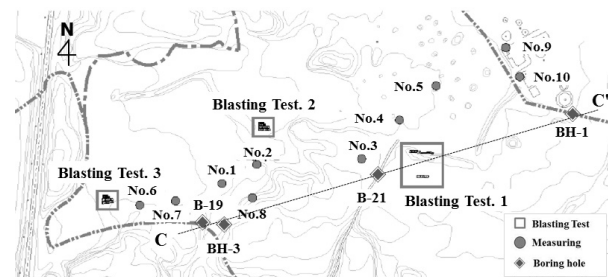 N
No.9
No.10
No.5
C'
Blasting Test. 2
No.4
BH-1
No.2
No.3
Blasting Test. 3
No.1
No.6
B-19
No.7
No.8
B-21
Blasting Test. 1
C
BH-3
Blasting Test
Measuring
Boring hole